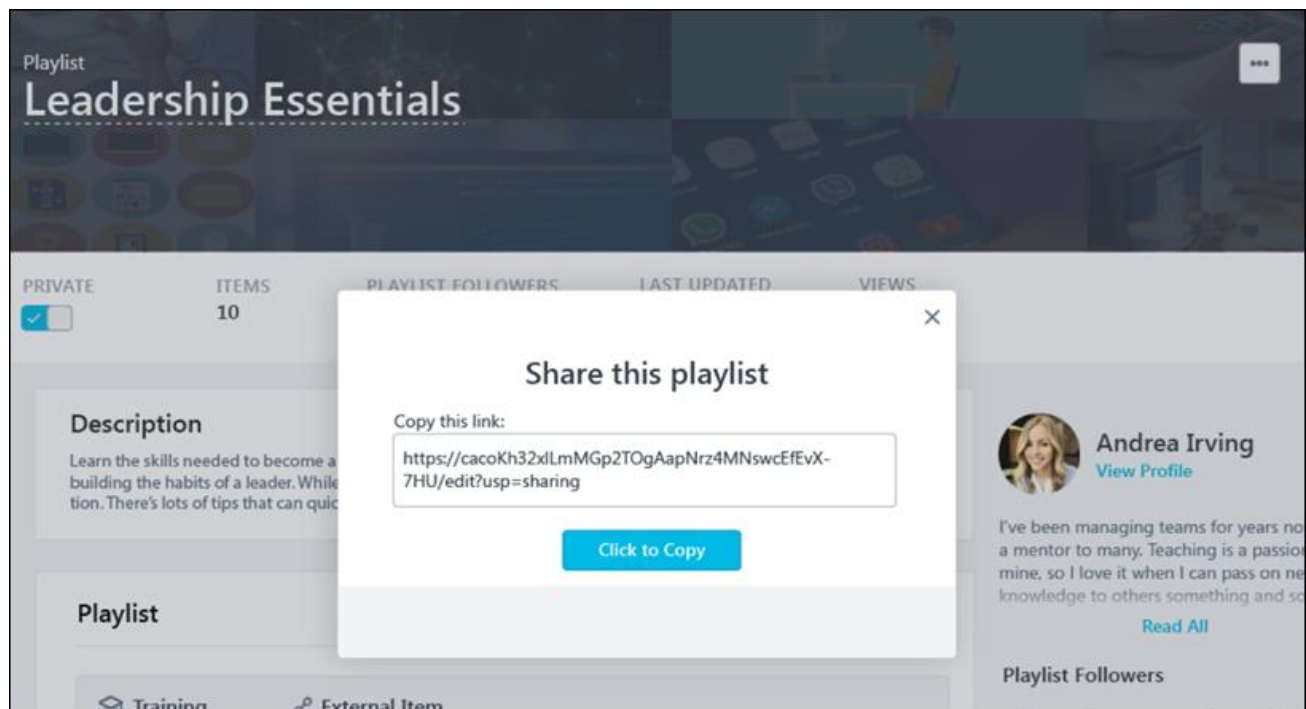 Playlist
Leadership Essentials
PRIVATE ITEMS PLAYLIST FOLLOWERS LAST UPDATED VIEWS
10
Share this playlist
Copy this link:
https://cacoKh32xlLmMGp2TOgAapNrz4MNswcEfEvX-
7HU/edit?usp=sharing
Click to Copy
Description
Learn the skills needed to become a
building the habits of a leader. While
tion. There's lots of tips that can quic
Playlist
Training External Item
Andrea Irving
View Profile
I've been managing teams for years no
a mentor to many. Teaching is a passion
mine, so I love it when I can pass on ne
knowledge to others something and so
Read All
Playlist Followers